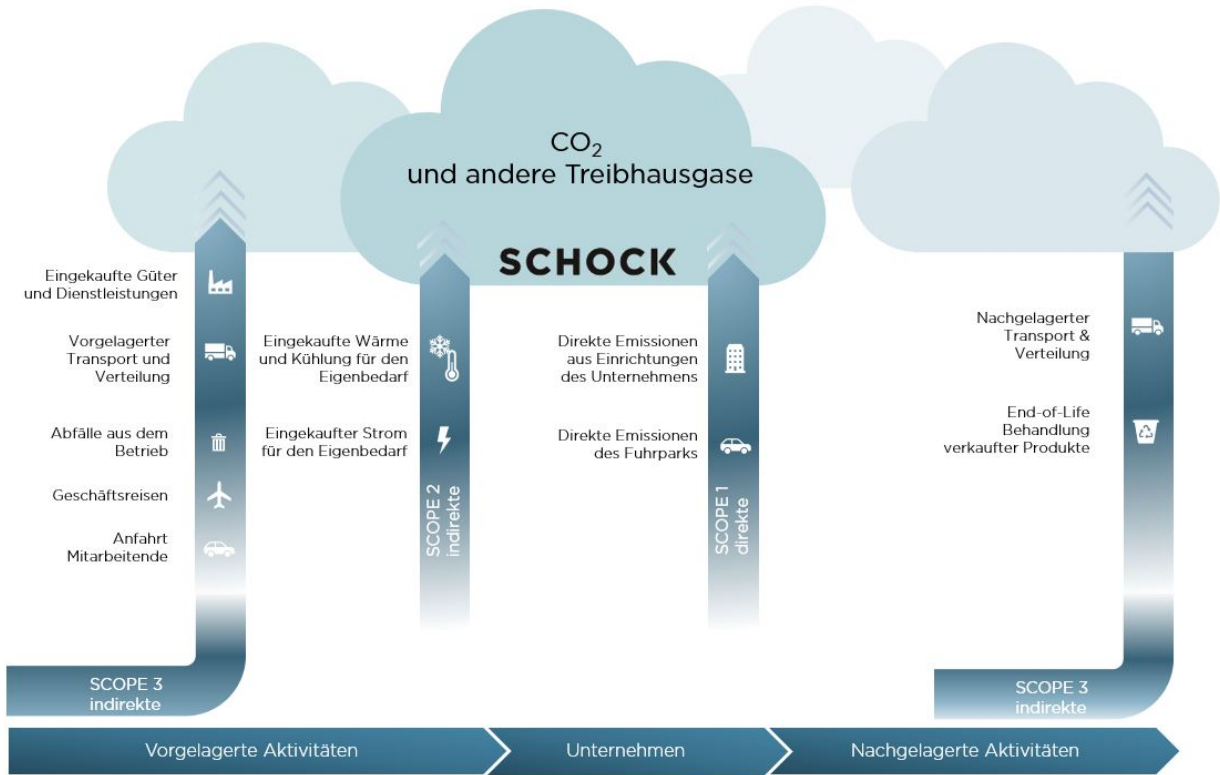 CO₂
und andere Treibhausgase
SCHOCK
Eingekaufte Güter
und Dienstleistungen
Vorgelagerter
Transport und
Verteilung
Abfälle aus dem
Betrieb
Geschäftsreisen
Anfahrt
Mitarbeitende
SCOPE 3
indirekte
Eingekaufte Wärme
und Kühlung für den
Eigenbedarf
Eingekaufter Strom
für den Eigenbedarf
SCOPE 2
indirekte
Direkte Emissionen
aus Einrichtungen
des Unternehmens
Direkte Emissionen
des Fuhrparks
SCOPE 1
direkte
Nachgelagerter
Transport &
Verteilung
End-of-Life
Behandlung
verkaufter Produkte
SCOPE 3
indirekte
Vorgelagerte Aktivitäten
Unternehmen
Nachgelagerte Aktivitäten